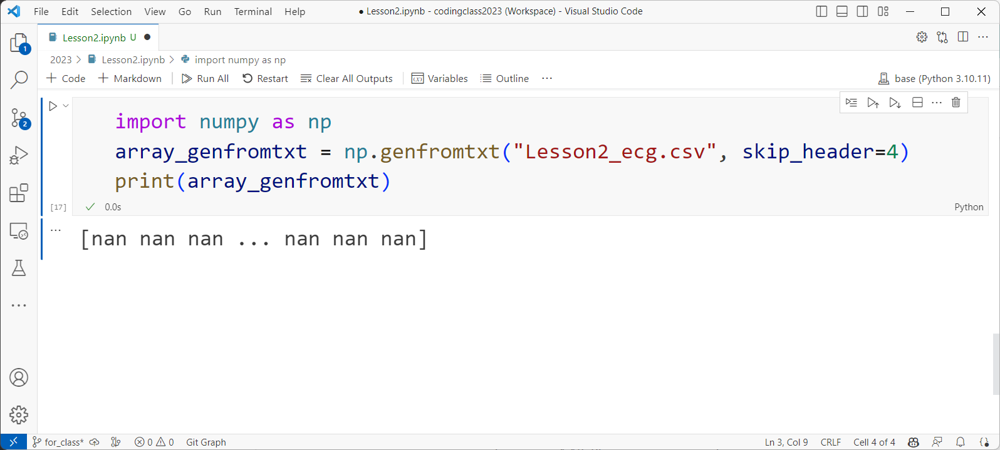 File Edit Selection View Go Run Terminal Help ● Lesson2.ipynb - codingclass2023 (Workspace) - Visual Studio Code
1 Lesson2.ipynb U ●
2023 > Lesson2.ipynb > import numpy as np
+ Code + Markdown | Run All Restart Clear All Outputs | Variables Outline ... base (Python 3.10.11)
import numpy as np
array_genfromtxt = np.genfromtxt("Lesson2_ecg.csv", skip_header=4)
2
print(array_genfromtxt)
[17] ✓ 0.0s Python
[nan nan nan ... nan nan nan]
for_class* 0 0 Git Graph Ln 3, Col 9 CRLF Cell 4 of 4